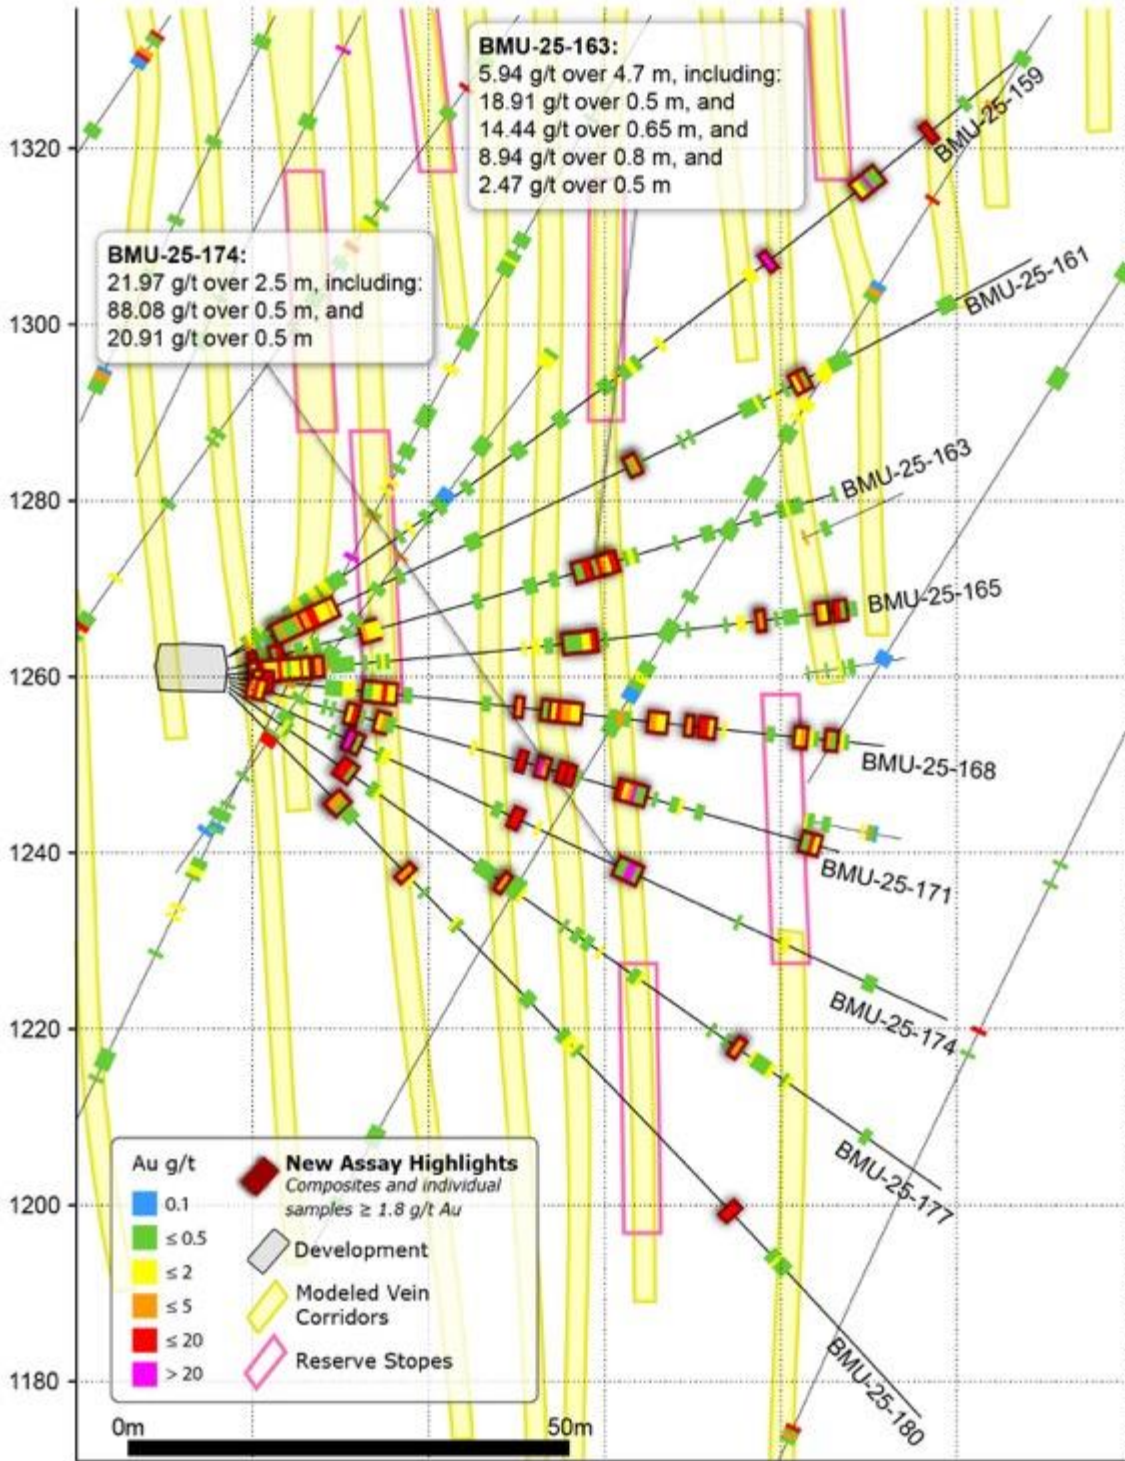 BMU-25-163:
5.94 g/t over 4.7 m, including:
18.91 g/t over 0.5 m, and
14.44 g/t over 0.65 m, and
8.94 g/t over 0.8 m, and
2.47 g/t over 0.5 m
BMU-25-174:
21.97 g/t over 2.5 m, including:
88.08 g/t over 0.5 m, and
20.91 g/t over 0.5 m
1320
1300
1280
1260
1240
1220
1200
1180
BMU-25-159
BMU-25-161
BMU-25-163
BMU-25-165
BMU-25-168
BMU-25-171
BMU-25-174
BMU-25-177
BMU-25-180
Au g/t
0.1
≤ 0.5
≤ 2
≤ 5
≤ 20
> 20
New Assay Highlights
Composites and individual
samples ≥ 1.8 g/t Au
Development
Modeled Vein
Corridors
Reserve Stopes
0m
50m